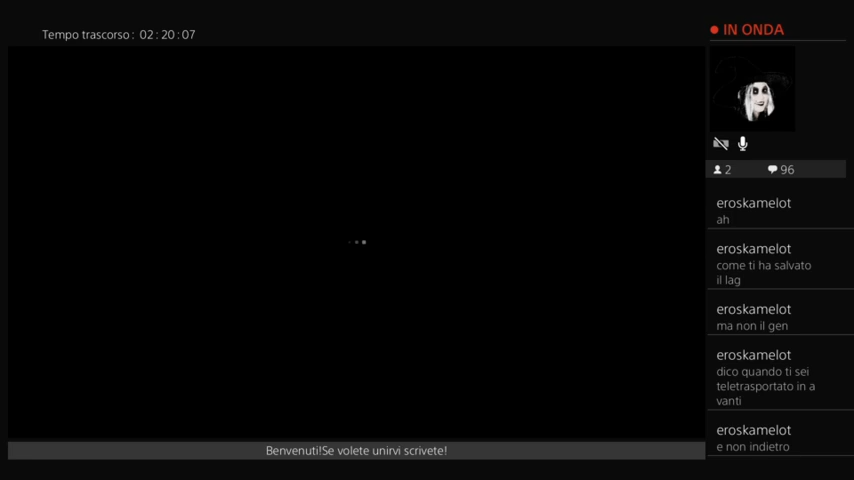 Tempo trascorso: 02:20:07
IN ONDA
2 96
eroskamelot
ah
eroskamelot
come ti ha salvato
il lag
eroskamelot
ma non il gen
eroskamelot
dico quando ti sei
teletrasportato in a
vanti
eroskamelot
e non indietro
Benvenuti!Se volete unirvi scrivete!